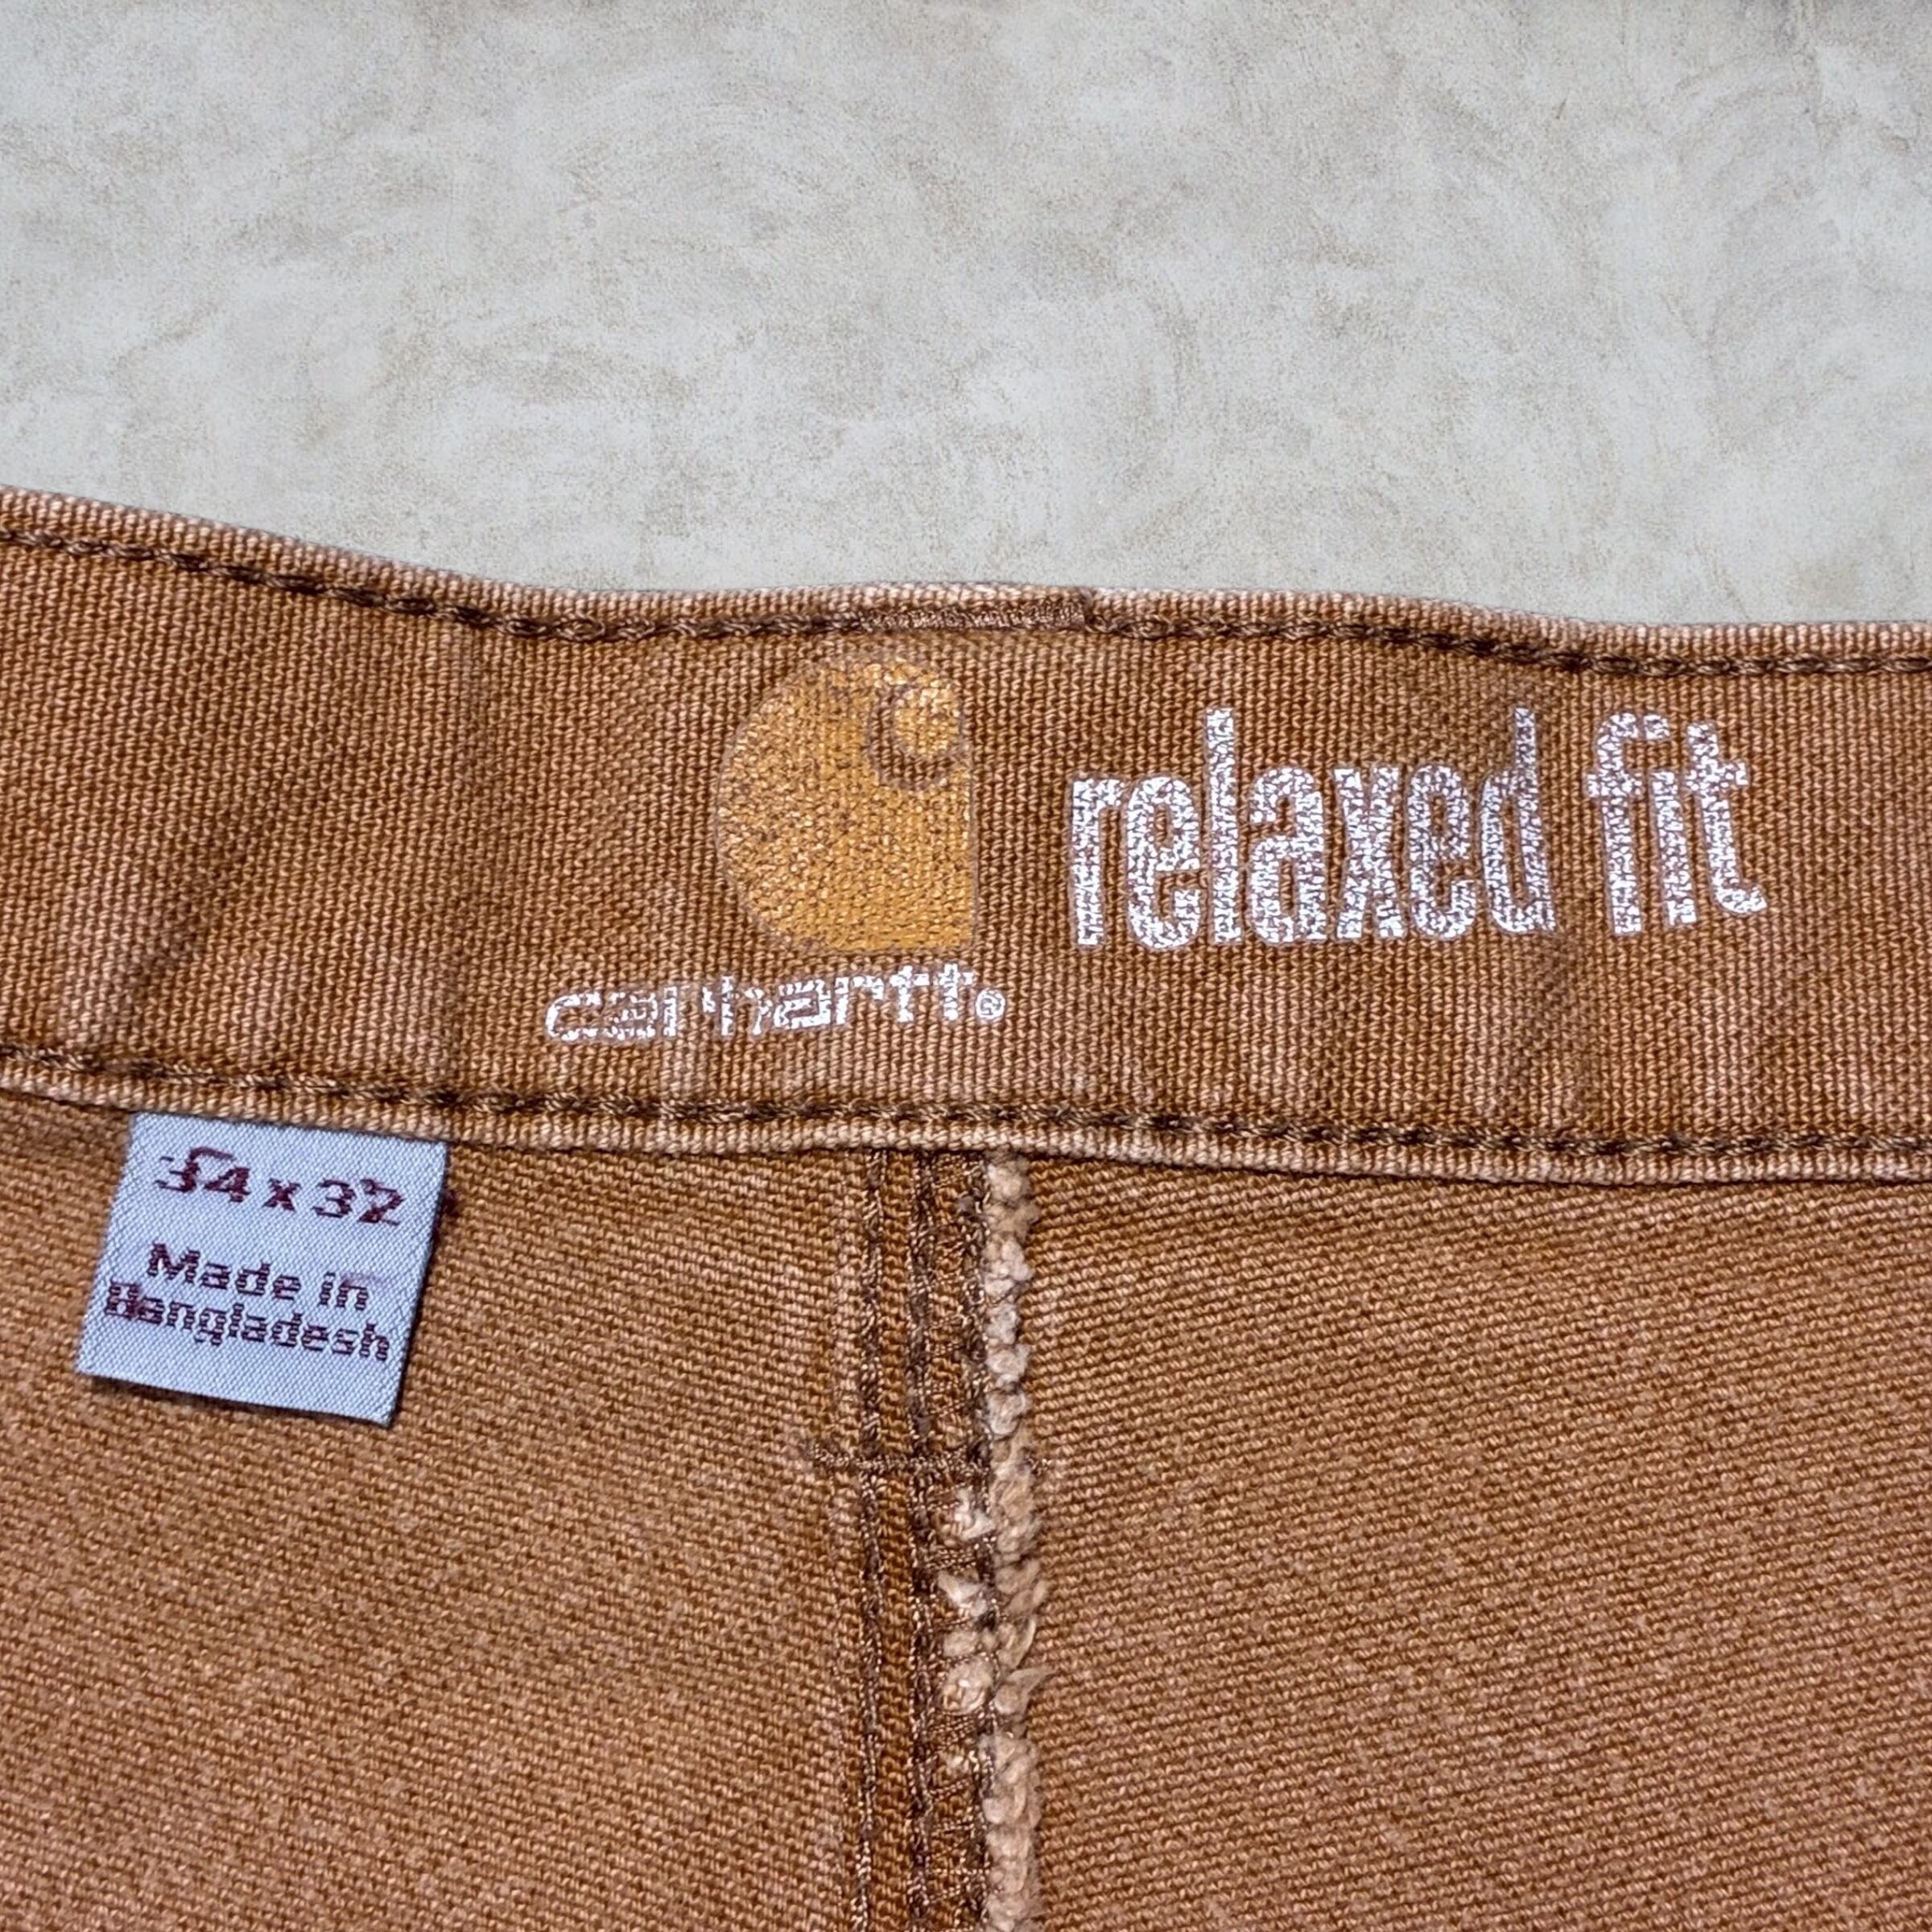 relaxed fit
carhartt®
34 x 32
Made in
Bangladesh